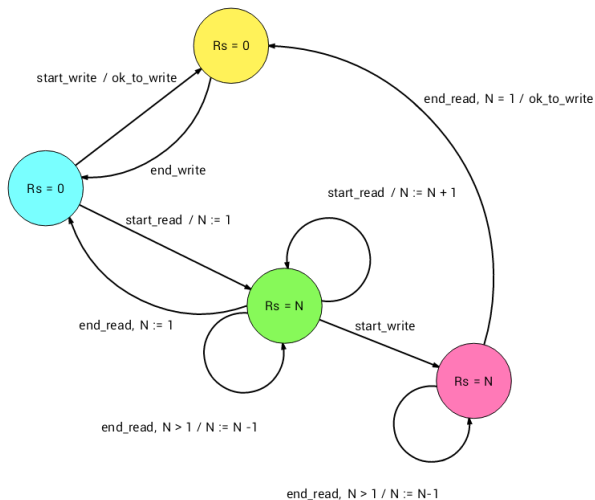 Rs = 0
start_write / ok_to_write
end_read, N = 1 / ok_to_write
end_write
Rs = 0
start_read / N := N + 1
start_read / N := 1
Rs = N
end_read, N := 1
start_write
Rs = N
end_read, N > 1 / N := N -1
end_read, N > 1 / N := N-1